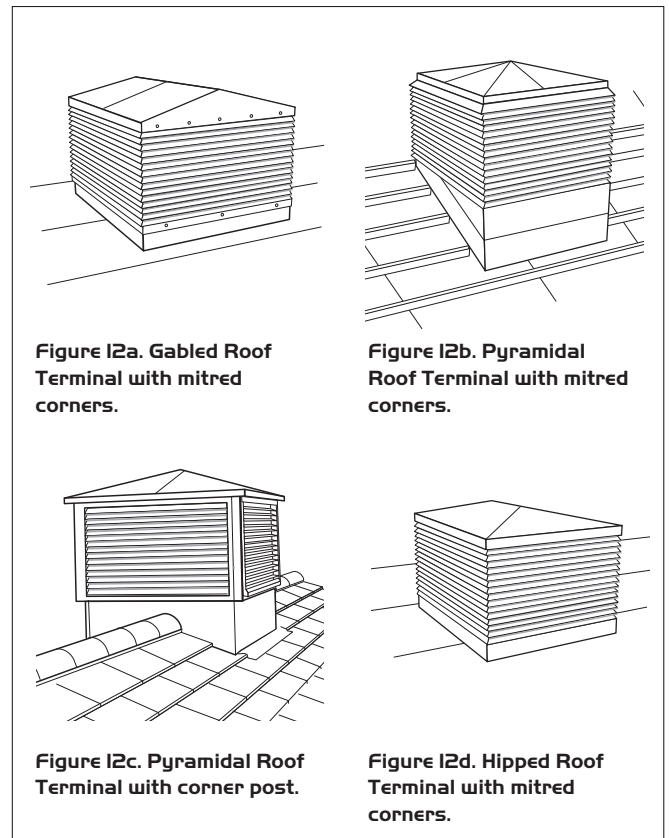 Figure 12a. Gabled Roof
Terminal with mitred
corners.
Figure 12b. Pyramidal
Roof Terminal with mitred
corners.
Figure 12c. Pyramidal Roof
Terminal with corner post.
Figure 12d. Hipped Roof
Terminal with mitred
corners.